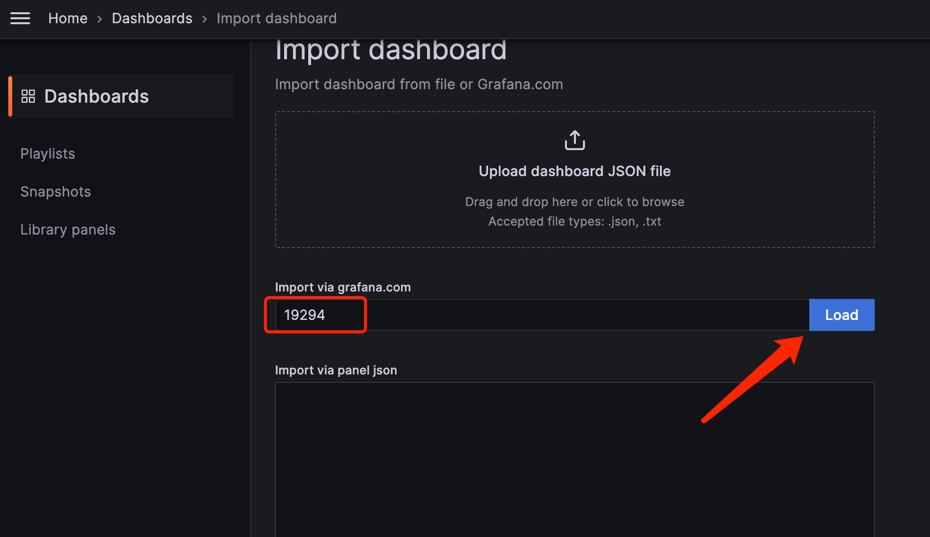 Home › Dashboards › Import dashboard
Dashboards
Playlists
Snapshots
Library panels
Import dashboard
Import dashboard from file or Grafana.com
Upload dashboard JSON file
Drag and drop here or click to browse
Accepted file types: .json, .txt
Import via grafana.com
19294
Load
Import via panel json